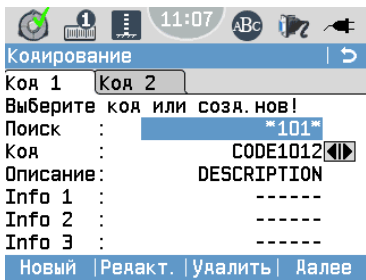 1 11:07 ABc
Кодирование
Код 1 Код 2
Выберите код или созд.нов!
Поиск : *101*
Код : CODE1012
Описание: DESCRIPTION
Info 1 : ------
Info 2 : ------
Info 3 : ------
Новый |Редакт.|Удалить| Далее